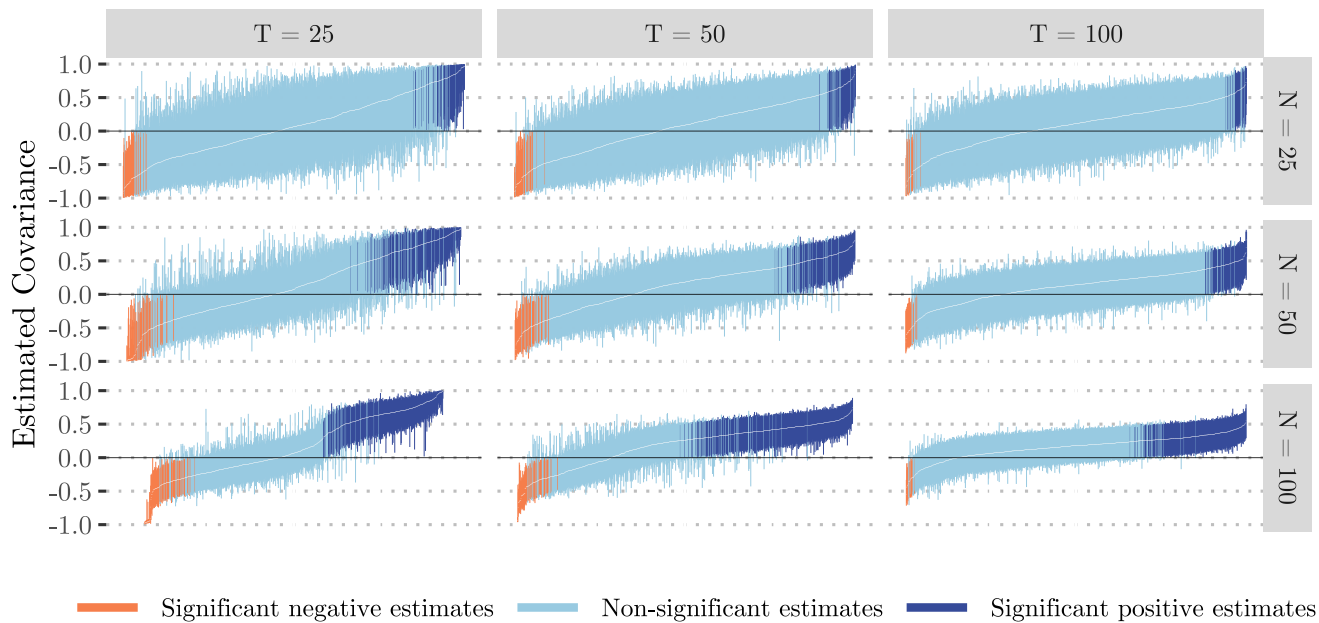 T = 25
T = 50
T = 100
Estimated Covariance
1.0
0.5
0.0
-0.5
-1.0
N = 25
1.0
0.5
0.0
-0.5
-1.0
N = 50
1.0
0.5
0.0
-0.5
-1.0
N = 100
Significant negative estimates
Non-significant estimates
Significant positive estimates